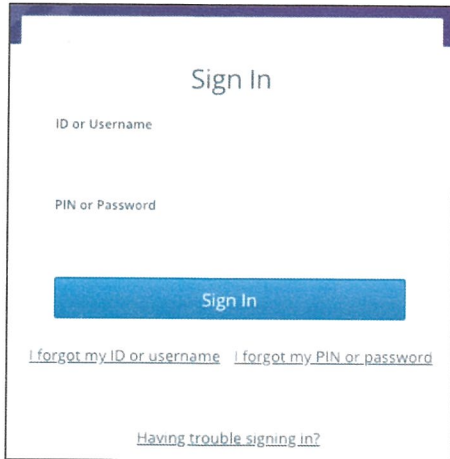 Sign In
ID or Username
PIN or Password
Sign In
I forgot my ID or username I forgot my PIN or password
Having trouble signing in?